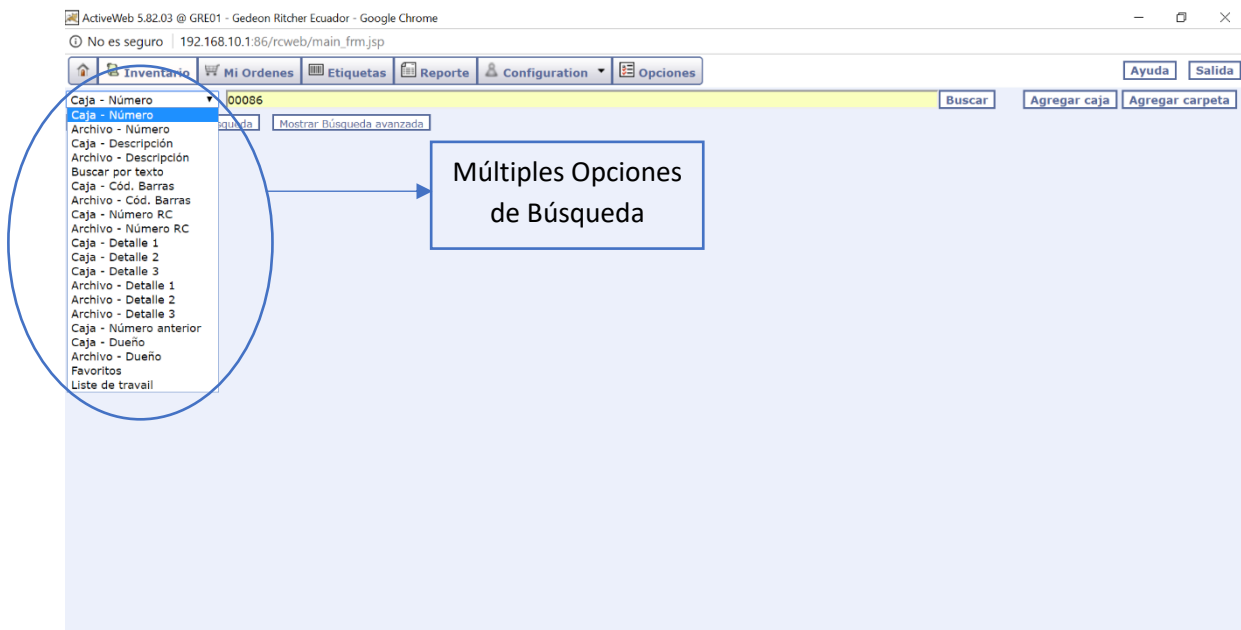 ActiveWeb 5.82.03 @ GRE01 - Gedeon Ritcher Ecuador - Google Chrome
No es seguro | 192.168.10.1:86/rcweb/main_frm.jsp
Inventario Mi Ordenes Etiquetas Reporte Configuration Opciones Ayuda Salida
Caja - Número 00086 Buscar Agregar caja Agregar carpeta
Mostrar Búsqueda avanzada
Caja - Número
Archivo - Número
Caja - Descripción
Archivo - Descripción
Buscar por texto
Caja - Cód. Barras
Archivo - Cód. Barras
Caja - Número RC
Archivo - Número RC
Caja - Detalle 1
Caja - Detalle 2
Caja - Detalle 3
Archivo - Detalle 1
Archivo - Detalle 2
Archivo - Detalle 3
Caja - Número anterior
Caja - Dueño
Archivo - Dueño
Favoritos
Liste de travail
Múltiples Opciones
de Búsqueda